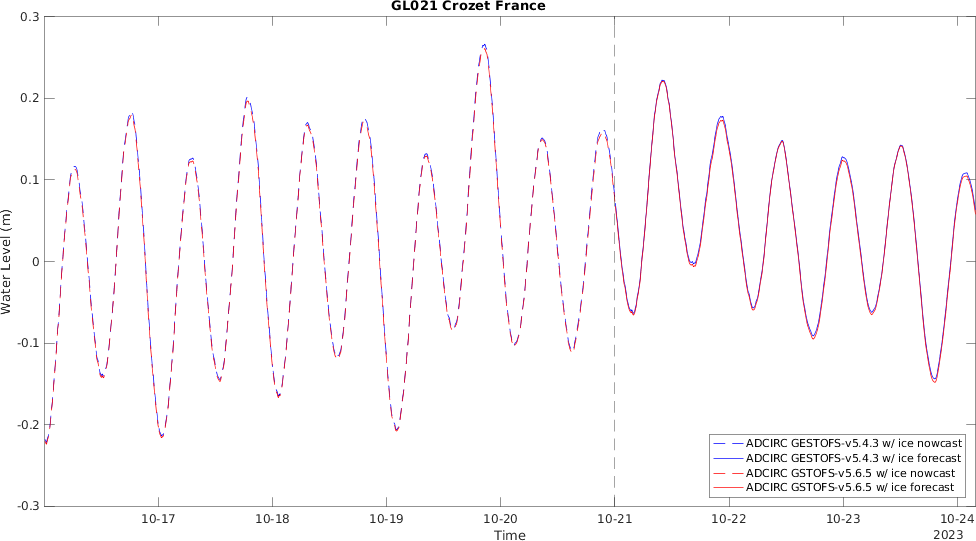 GL021 Crozet France
0.3
0.2
0.1
0
-0.1
-0.2
-0.3
Water Level (m)
ADCIRC GESTOFS-v5.4.3 w/ ice nowcast
ADCIRC GESTOFS-v5.4.3 w/ ice forecast
ADCIRC GSTOFS-v5.6.5 w/ ice nowcast
ADCIRC GSTOFS-v5.6.5 w/ ice forecast
10-17 10-18 10-19 10-20 10-21 10-22 10-23 10-24
2023
Time